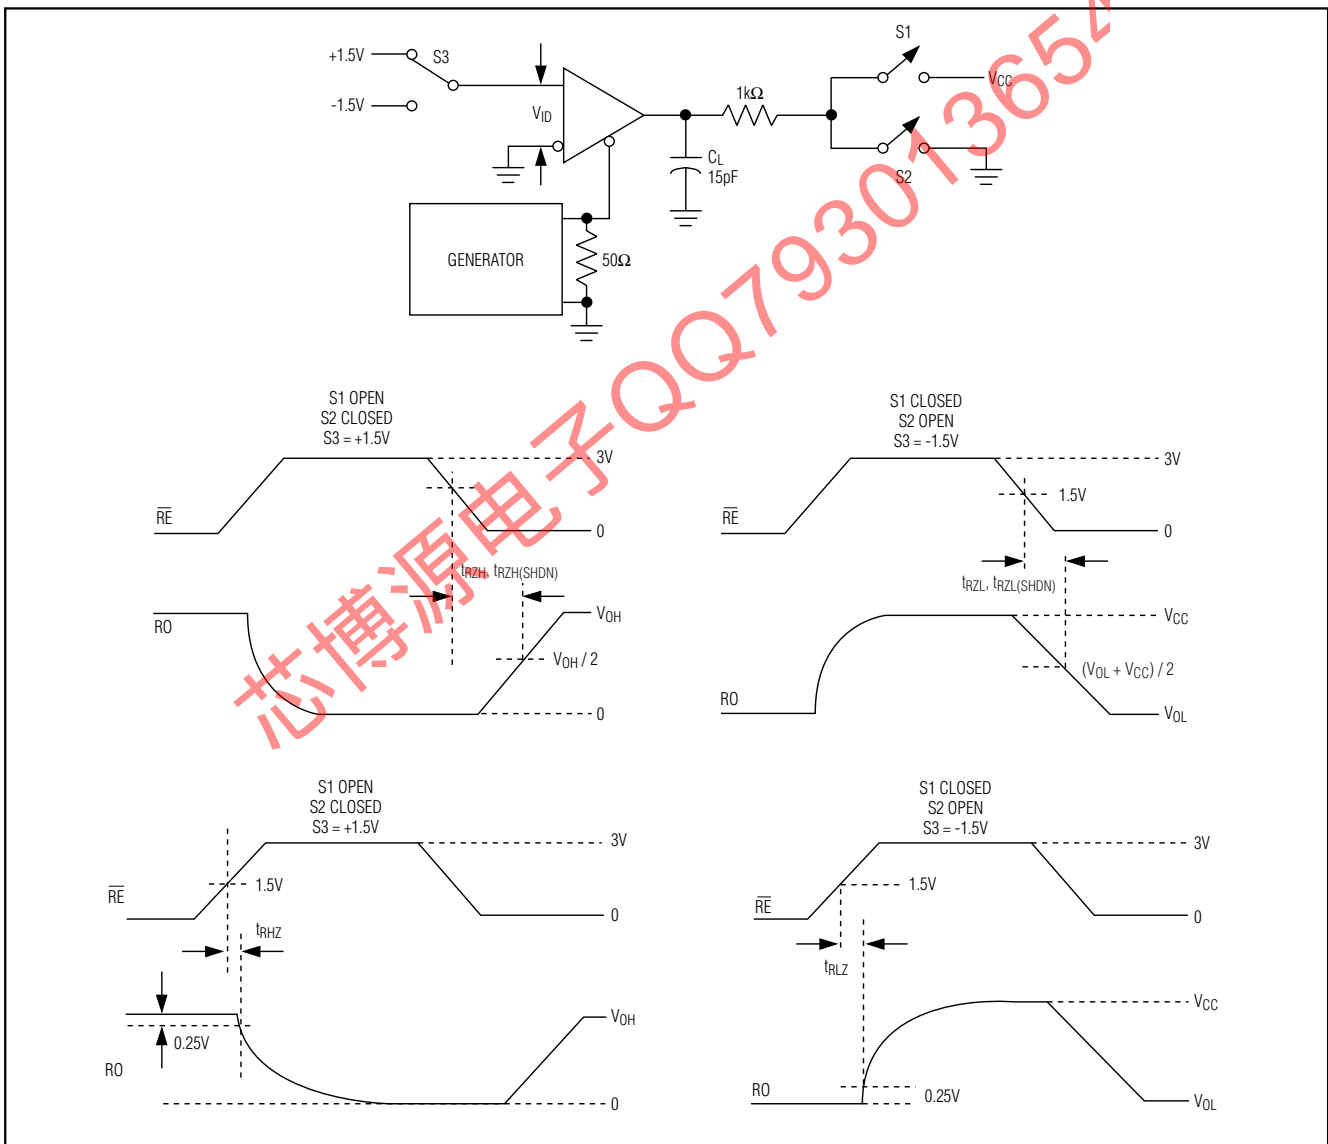 +1.5V
S3
-1.5V
VID
1kΩ
S1
VCC
S2
CL
15pF
GENERATOR
50Ω
芯博源电子QQ793013654
S1 OPEN
S2 CLOSED
S3 = +1.5V
3V
RE
0
tRZH, tRZH(SHDN)
RO
VOH
VOH / 2
0
S1 CLOSED
S2 OPEN
S3 = -1.5V
3V
1.5V
RE
0
tRZL, tRZL(SHDN)
VCC
(VOL + VCC) / 2
RO
VOL
S1 OPEN
S2 CLOSED
S3 = +1.5V
3V
1.5V
RE
0
tRHZ
VOH
0.25V
RO
0
S1 CLOSED
S2 OPEN
S3 = -1.5V
3V
1.5V
RE
0
tRLZ
VCC
RO
0.25V
VOL